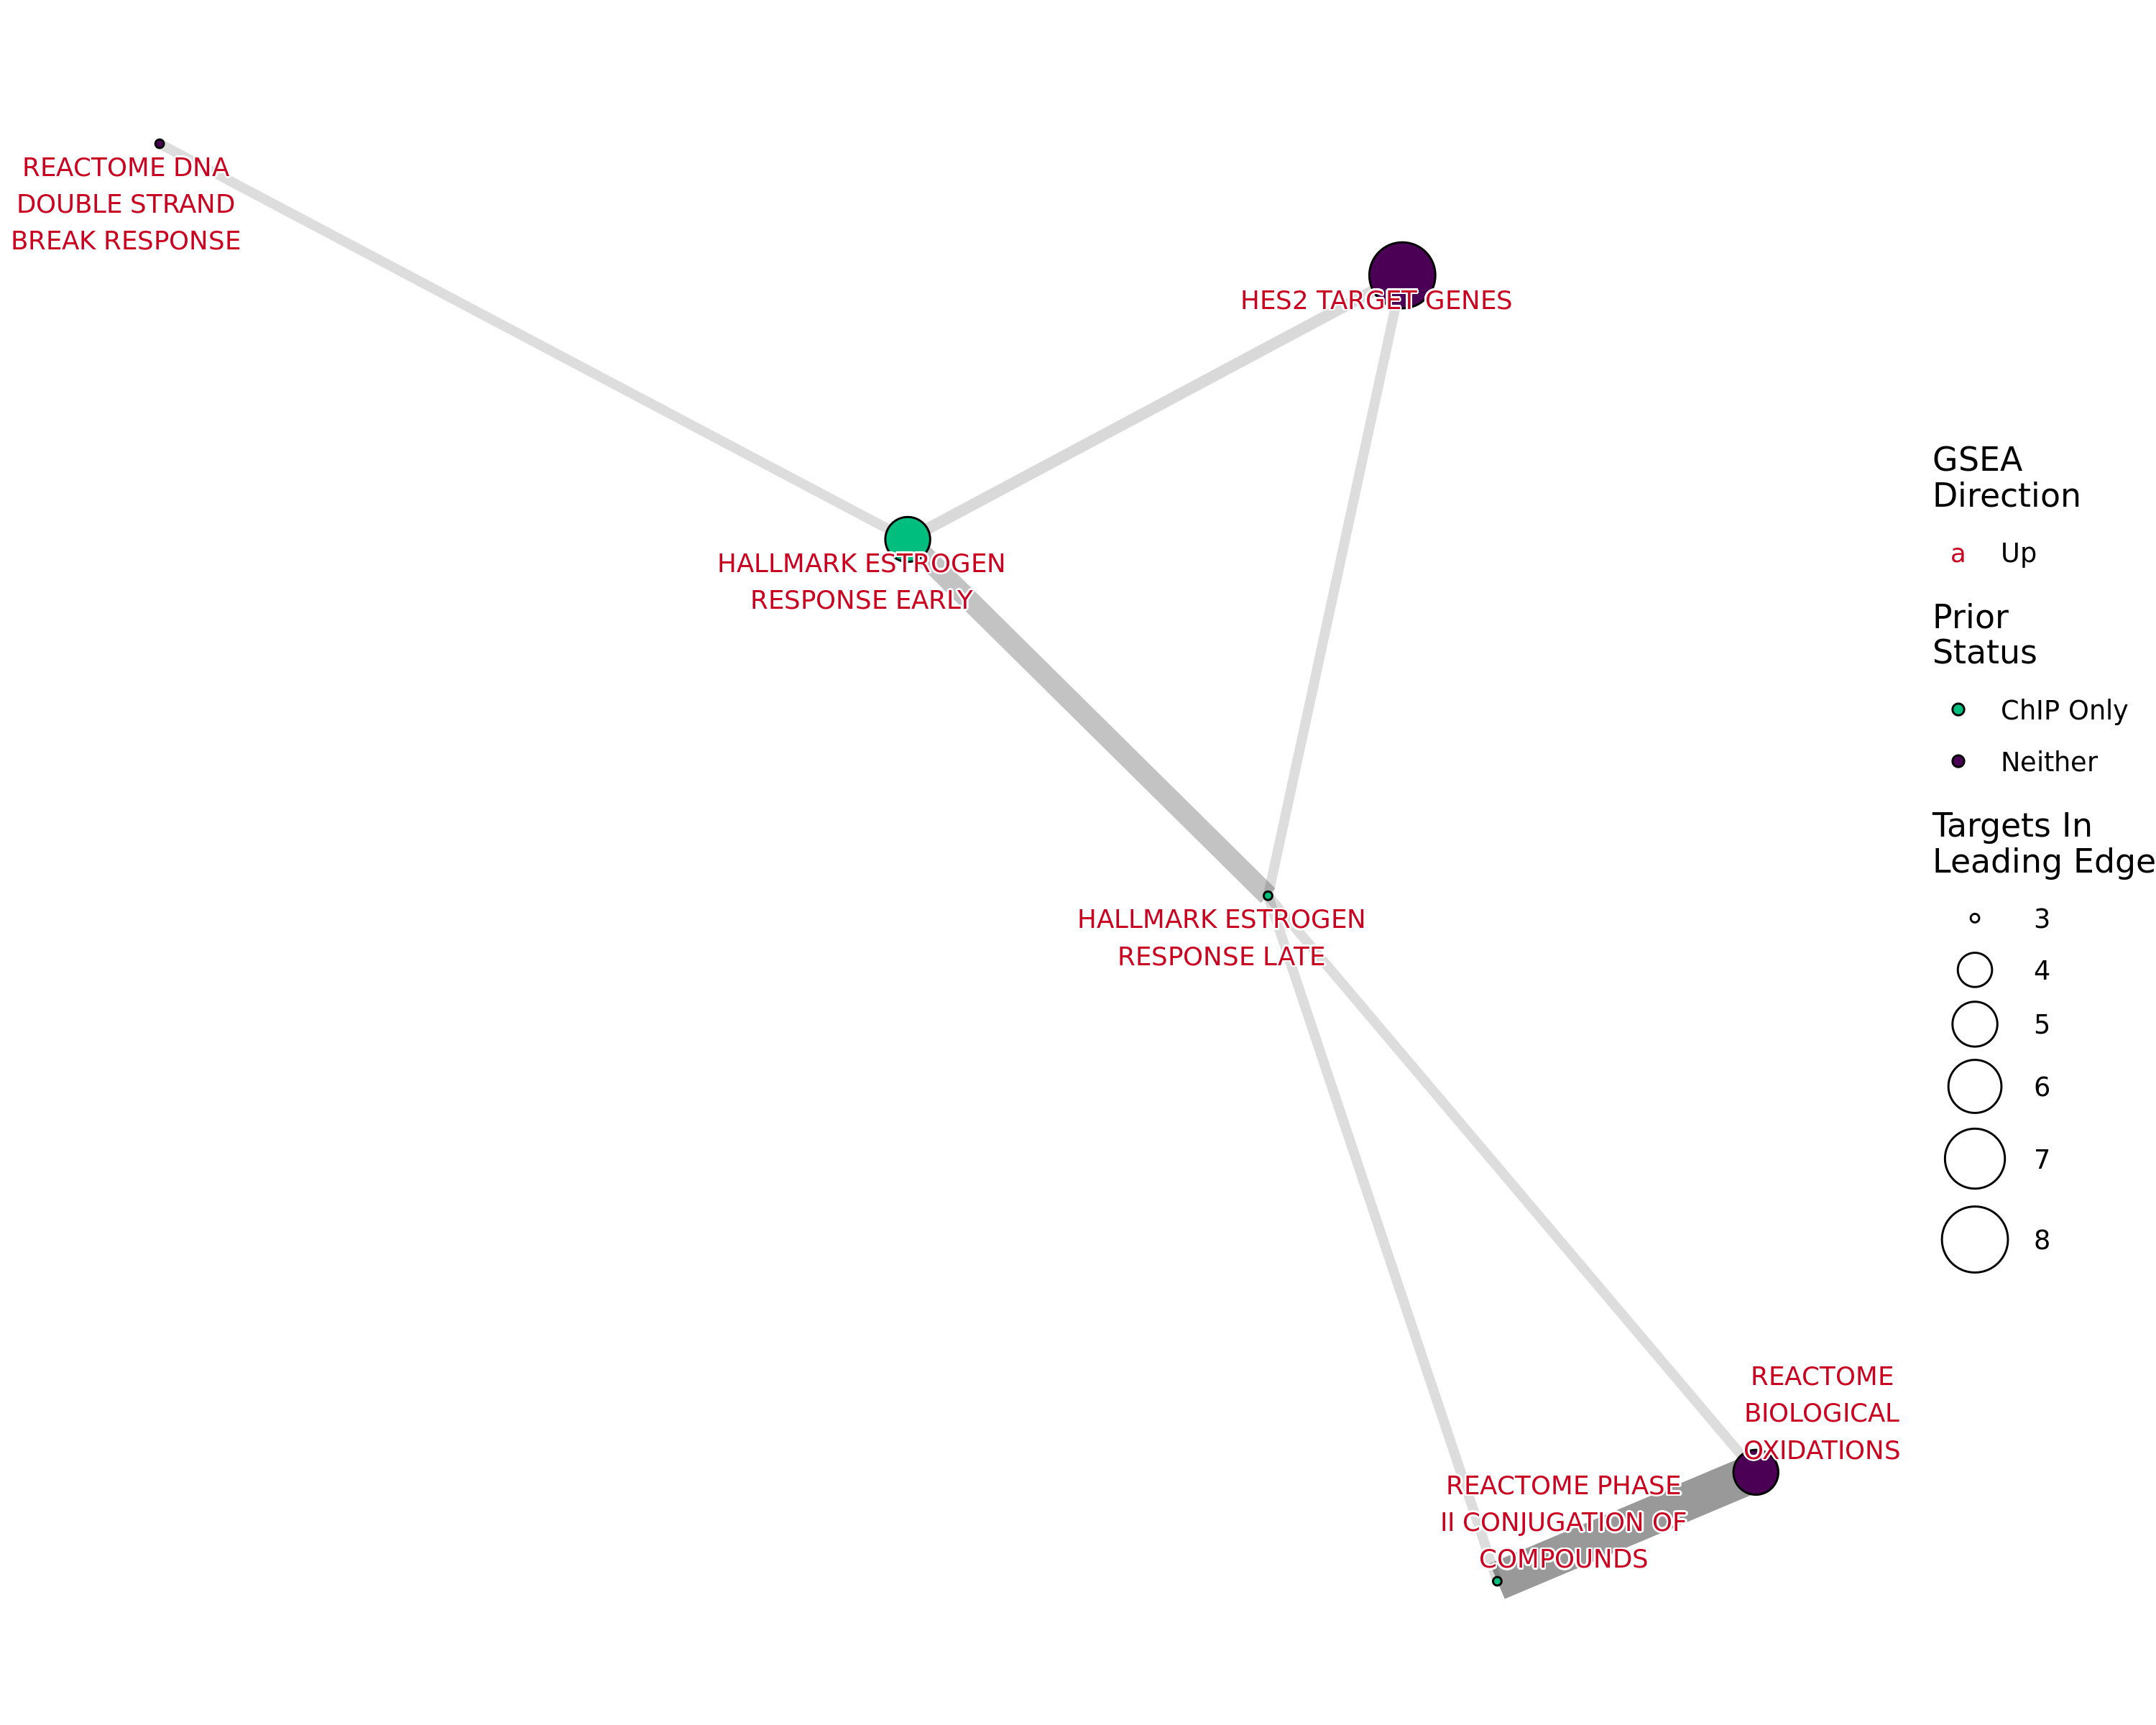 REACTOME DNA
DOUBLE STRAND
BREAK RESPONSE
HES2 TARGET GENES
HALLMARK ESTROGEN
RESPONSE EARLY
HALLMARK ESTROGEN
RESPONSE LATE
REACTOME
BIOLOGICAL
OXIDATIONS
REACTOME PHASE
II CONJUGATION OF
COMPOUNDS
GSEA
Direction
a Up
Prior
Status
ChIP Only
Neither
Targets In
Leading Edge
3
4
5
6
7
8